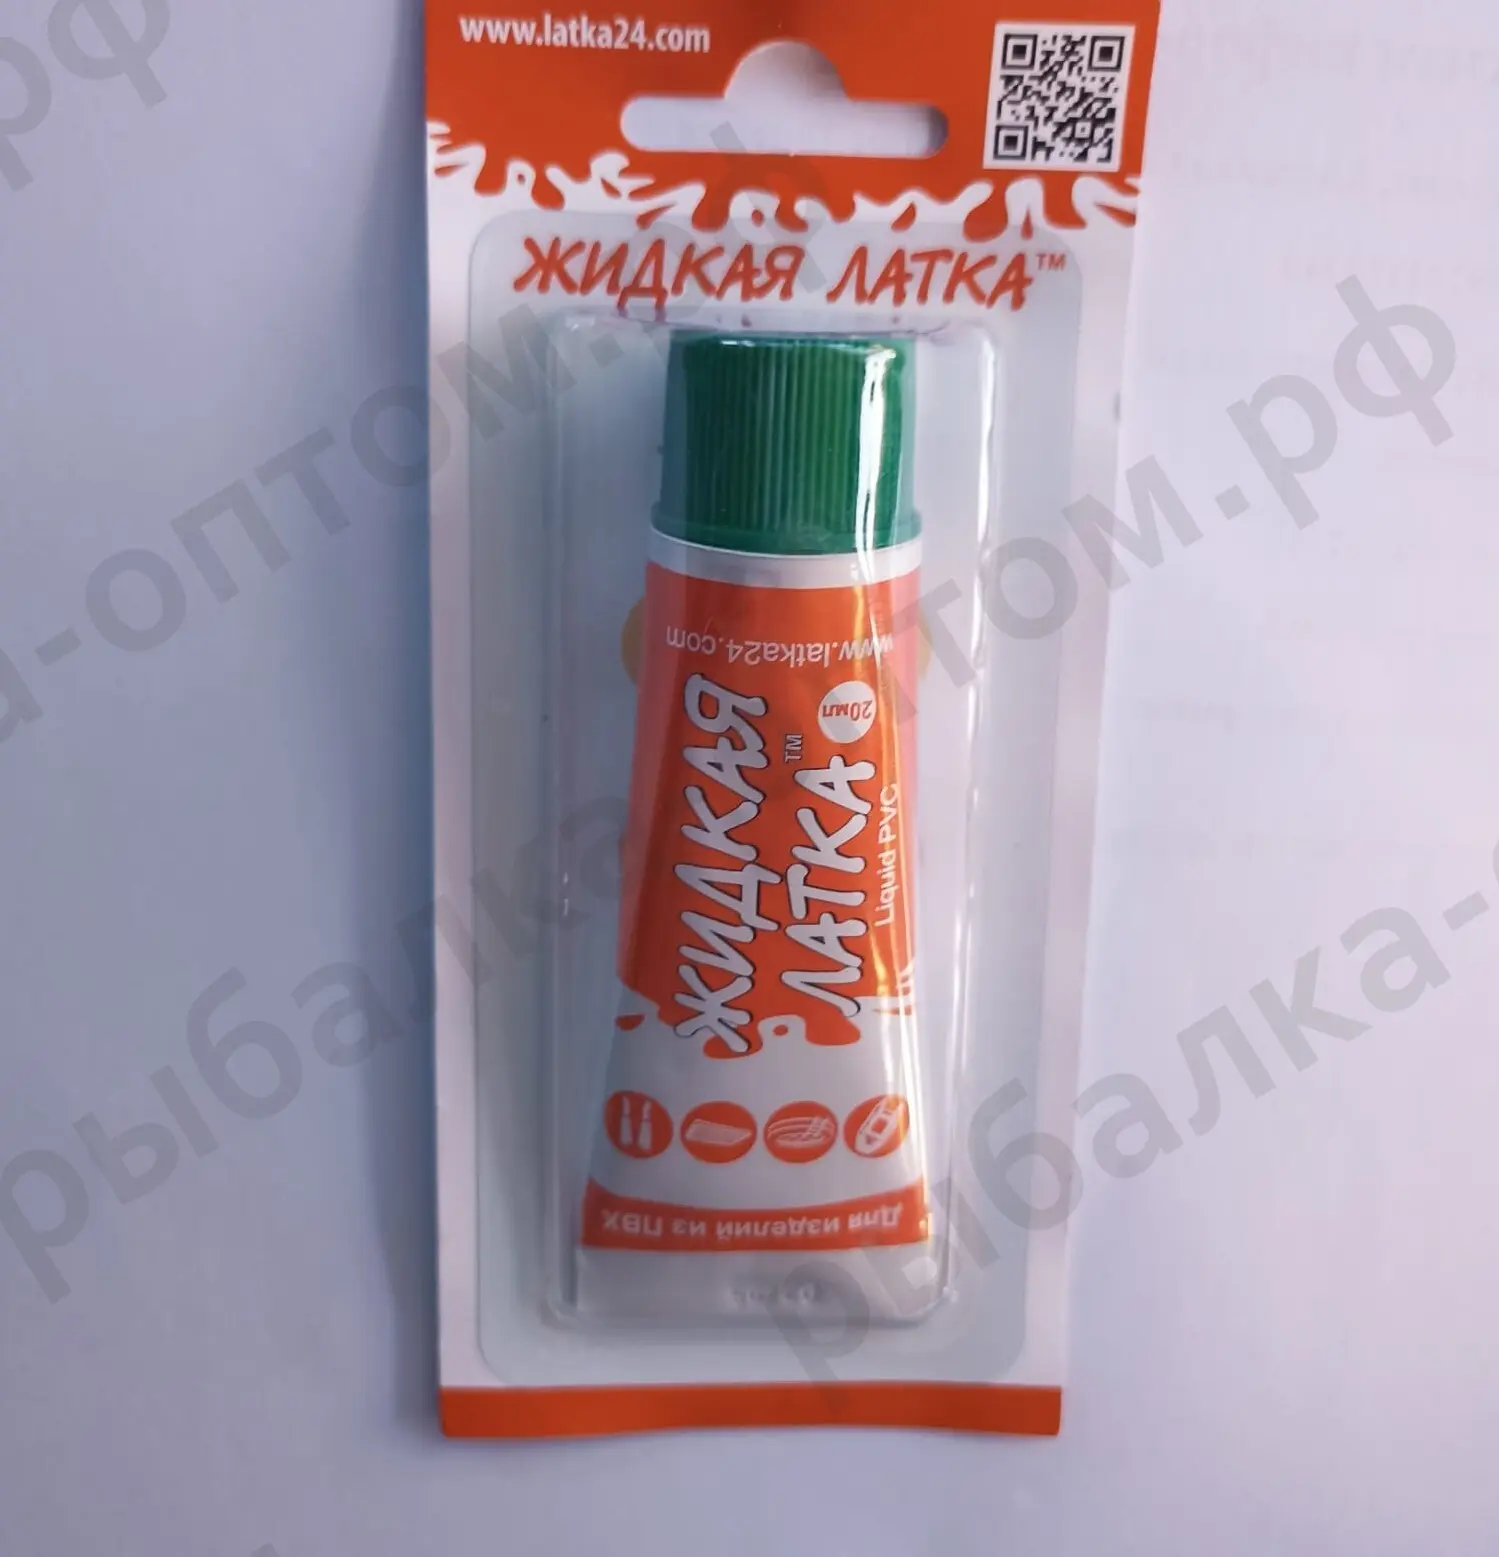 www.latka24.com
ЖИДКАЯ ЛАТКА™
www.latka24.com
20мл
ЖИДКАЯ
ЛАТКА™
Liquid PVC
Для изделий из ПВХ
рыбалка-оптом.рф
рыбалка-оптом.рф